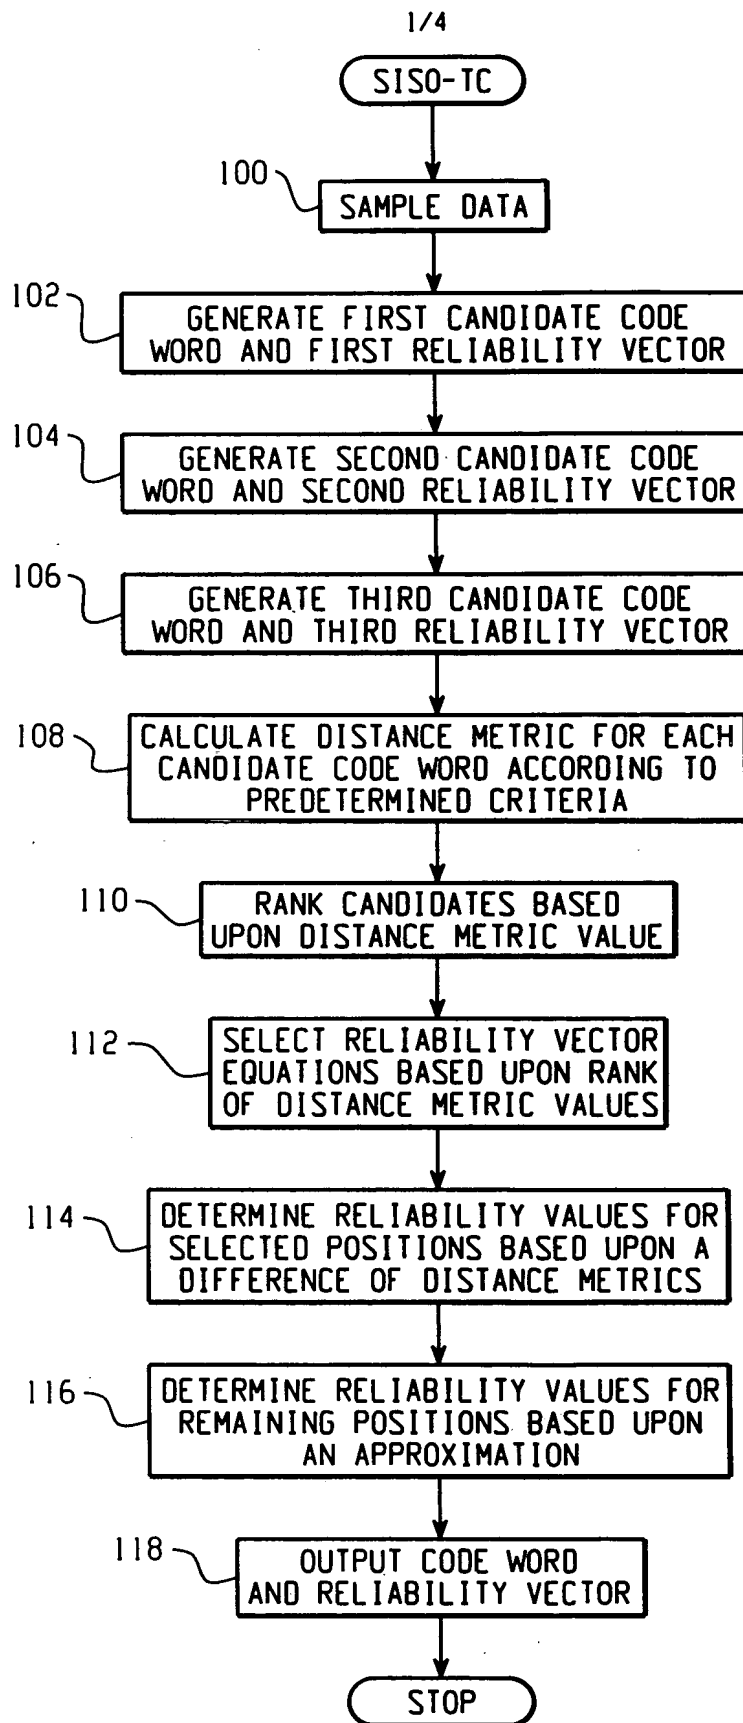 1/4
SISO-TC
100
SAMPLE DATA
102
GENERATE FIRST CANDIDATE CODE
WORD AND FIRST RELIABILITY VECTOR
104
GENERATE SECOND CANDIDATE CODE
WORD AND SECOND RELIABILITY VECTOR
106
GENERATE THIRD CANDIDATE CODE
WORD AND THIRD RELIABILITY VECTOR
108
CALCULATE DISTANCE METRIC FOR EACH
CANDIDATE CODE WORD ACCORDING TO
PREDETERMINED CRITERIA
110
RANK CANDIDATES BASED
UPON DISTANCE METRIC VALUE
112
SELECT RELIABILITY VECTOR
EQUATIONS BASED UPON RANK
OF DISTANCE METRIC VALUES
114
DETERMINE RELIABILITY VALUES FOR
SELECTED POSITIONS BASED UPON A
DIFFERENCE OF DISTANCE METRICS
116
DETERMINE RELIABILITY VALUES FOR
REMAINING POSITIONS BASED UPON
AN APPROXIMATION
118
OUTPUT CODE WORD
AND RELIABILITY VECTOR
STOP